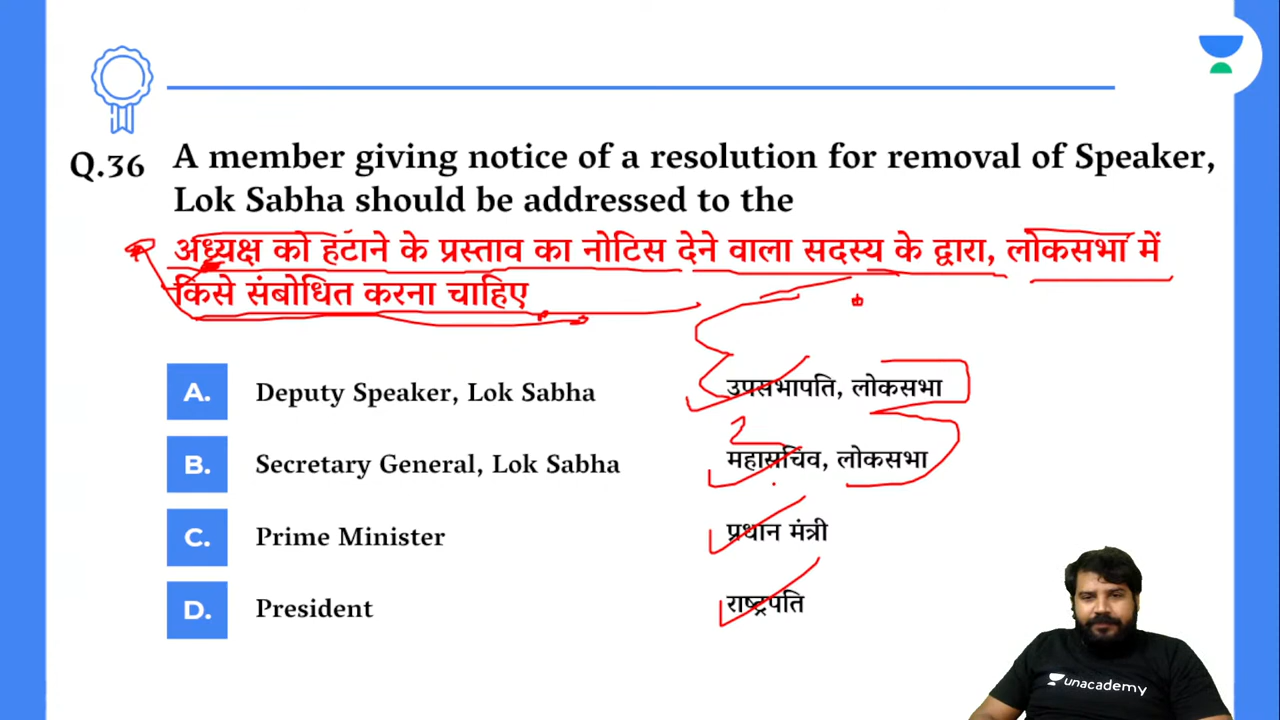 Q.36 A member giving notice of a resolution for removal of Speaker,
Lok Sabha should be addressed to the
अध्यक्ष को हटाने के प्रस्ताव का नोटिस देने वाला सदस्य के द्वारा, लोकसभा में
किसे संबोधित करना चाहिए
A. Deputy Speaker, Lok Sabha उपसभापति, लोकसभा
B. Secretary General, Lok Sabha महासचिव, लोकसभा
C. Prime Minister प्रधान मंत्री
D. President राष्ट्रपति
unacademy